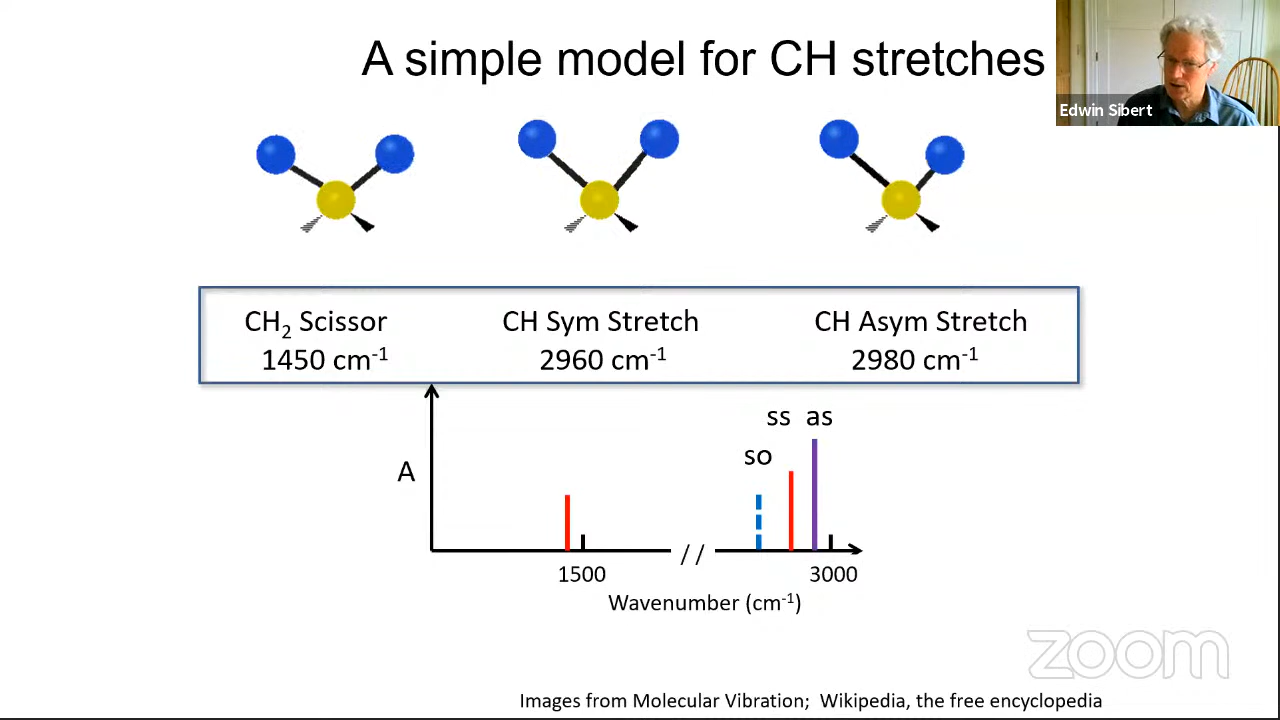 A simple model for CH stretches
Edwin Sibert
CH₂ Scissor
1450 cm⁻¹
CH Sym Stretch
2960 cm⁻¹
CH Asym Stretch
2980 cm⁻¹
ss as
so
A
//
1500
3000
Wavenumber (cm⁻¹)
zoom
Images from Molecular Vibration; Wikipedia, the free encyclopedia